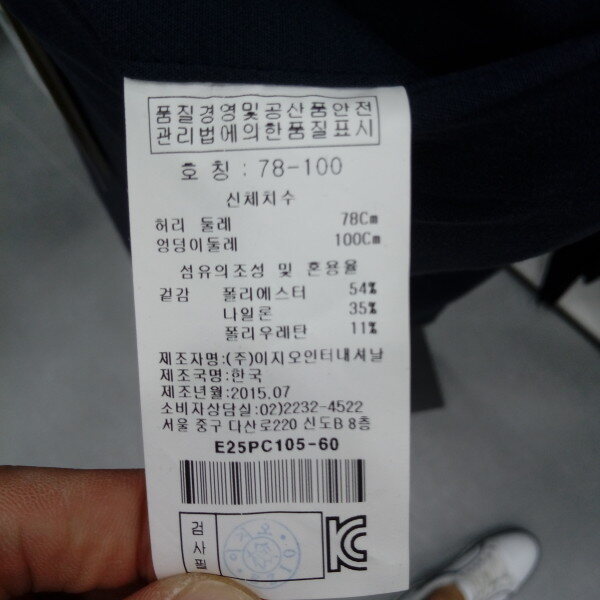 품질경영및공산품안전
관리법에의한품질표시
호 칭 : 78-100
신체치수
허리 둘레 78Cm
엉덩이둘레 100Cm
섬유의조성 및 혼용율
겉감 폴리에스터 54%
나일론 35%
폴리우레탄 11%
제조자명:(주)이지오인터내셔날
제조국명:한국
제조년월:2015.07
소비자상담실:02)2232-4522
서울 중구 다산로220 신도B 8층
E25PC105-60
검사필